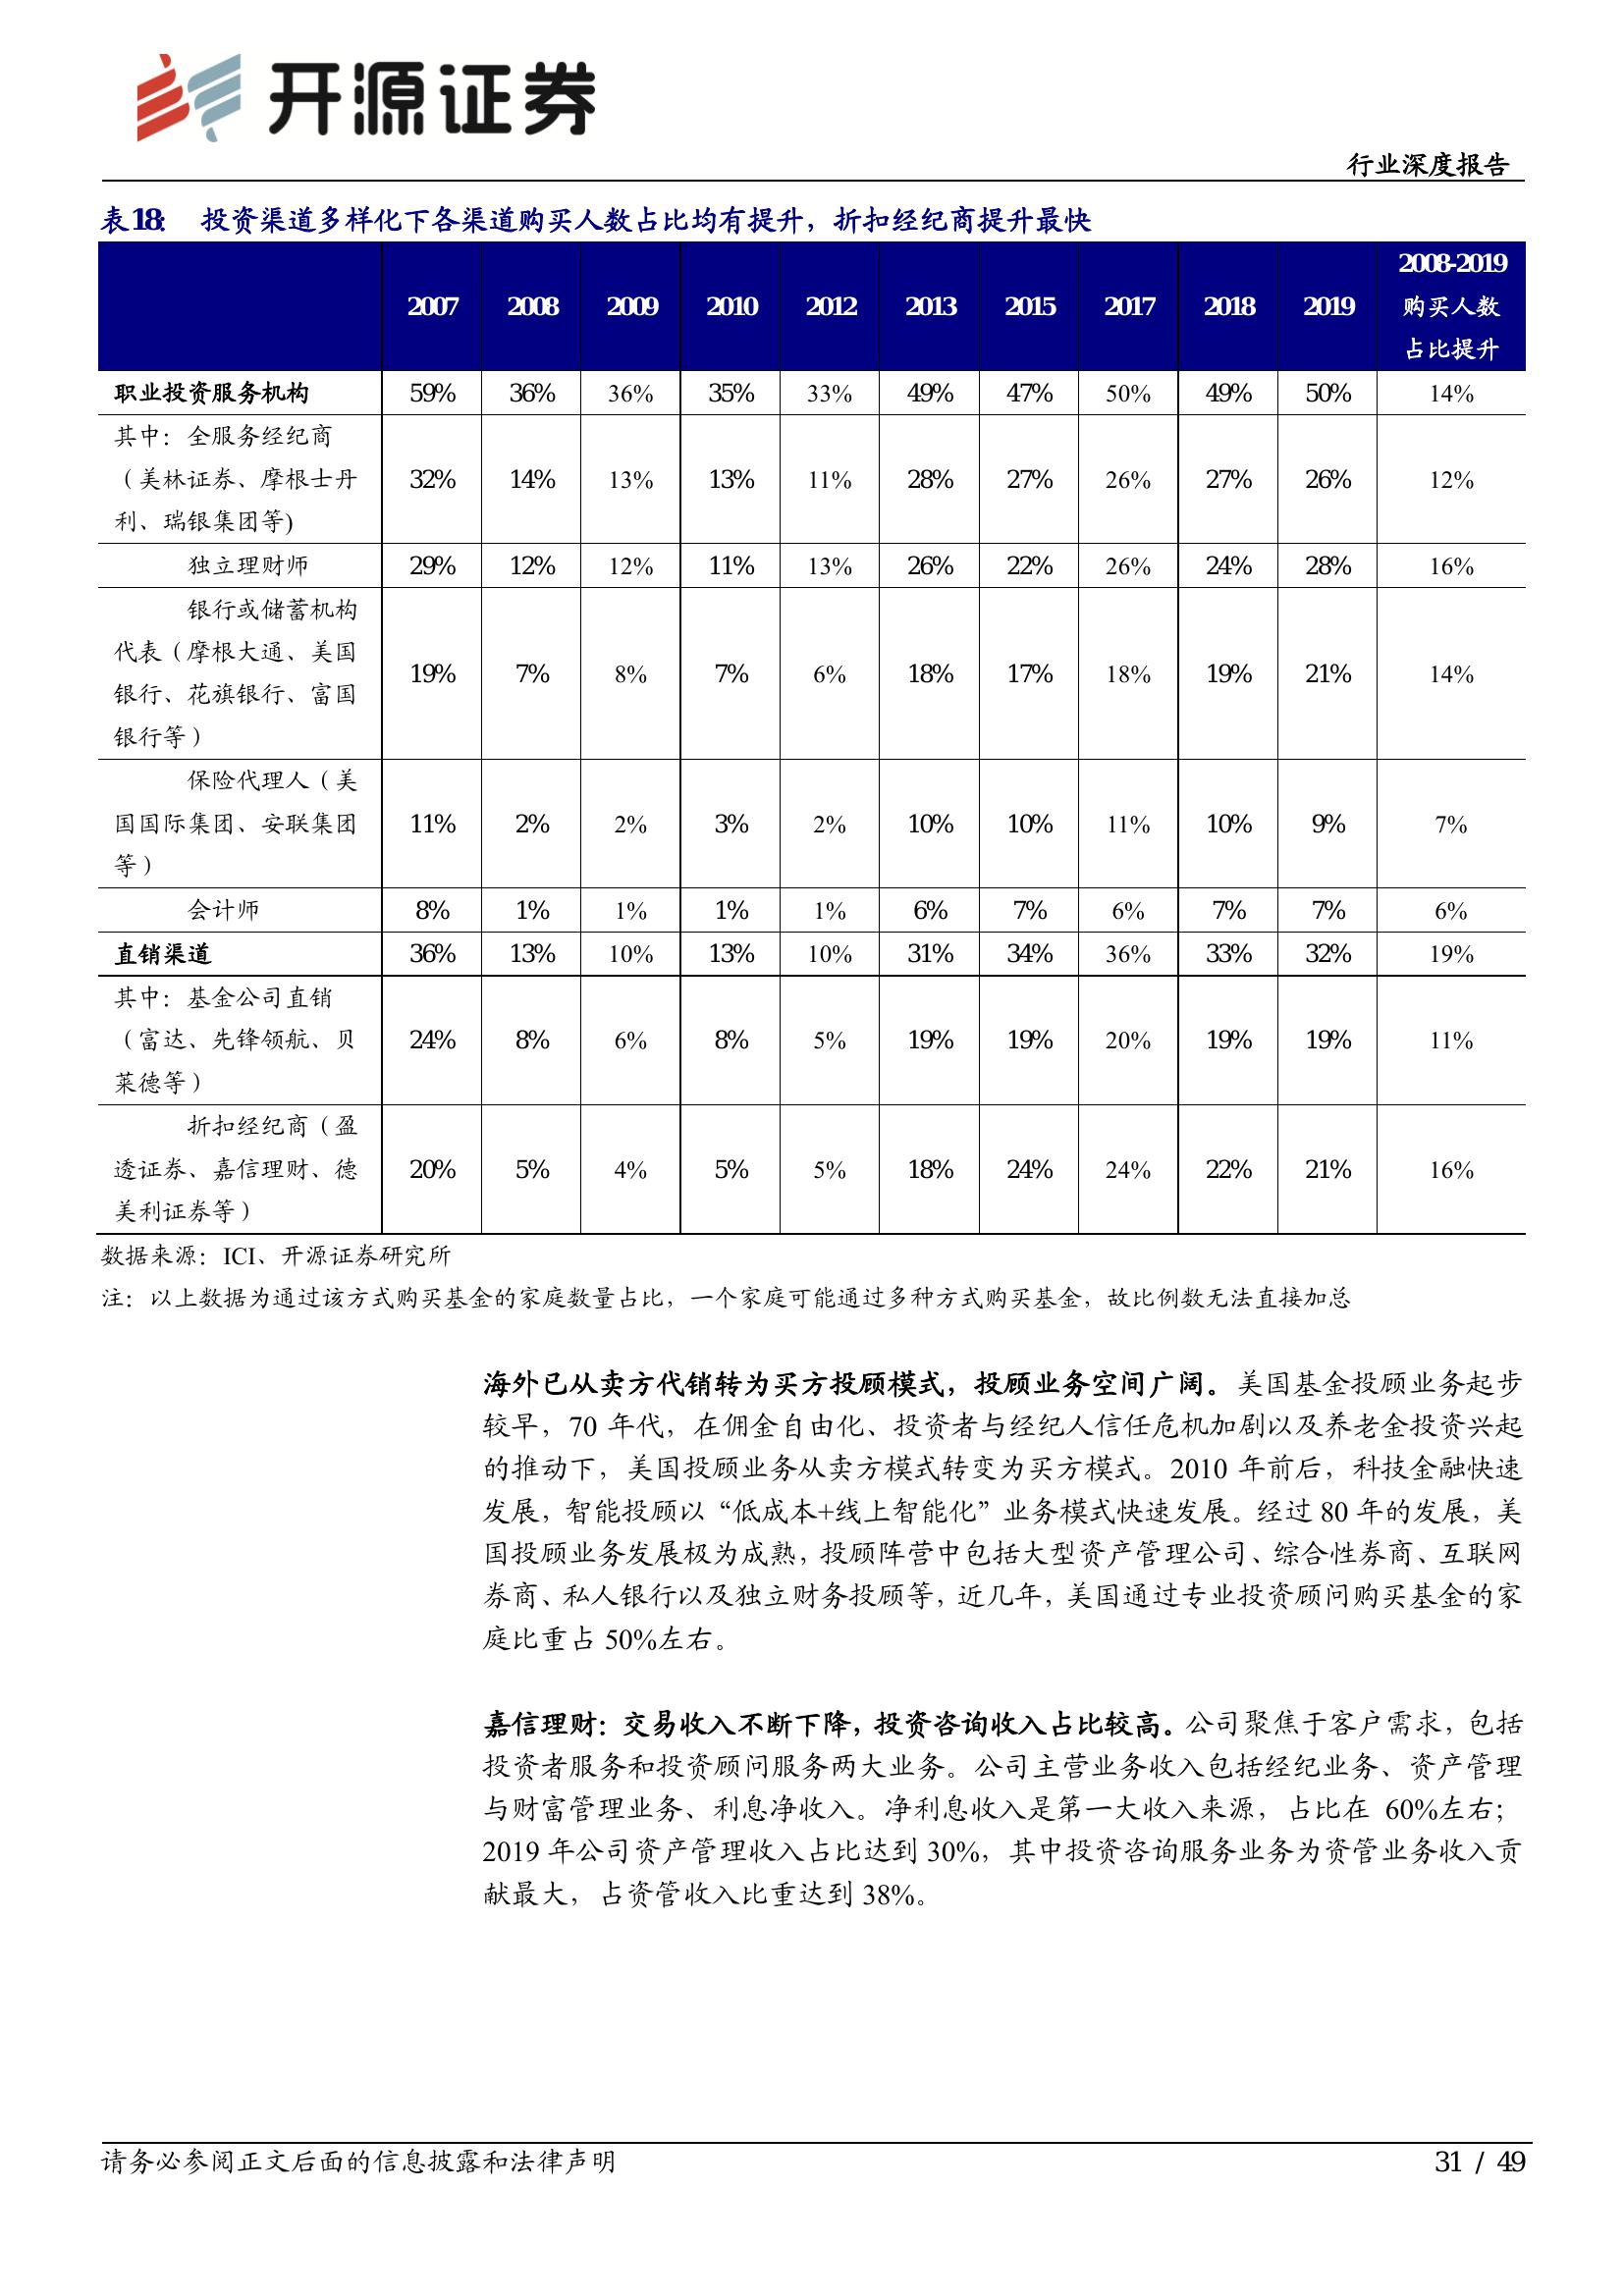 开源证券
行业深度报告
表18： 投资渠道多样化下各渠道购买人数占比均有提升，折扣经纪商提升最快
2007 2008 2009 2010 2012 2013 2015 2017 2018 2019 2008-2019
购买人数
占比提升
职业投资服务机构 59% 36% 36% 35% 33% 49% 47% 50% 49% 50% 14%
其中：全服务经纪商
（美林证券、摩根士丹
利、瑞银集团等) 32% 14% 13% 13% 11% 28% 27% 26% 27% 26% 12%
独立理财师 29% 12% 12% 11% 13% 26% 22% 26% 24% 28% 16%
银行或储蓄机构
代表（摩根大通、美国
银行、花旗银行、富国
银行等） 19% 7% 8% 7% 6% 18% 17% 18% 19% 21% 14%
保险代理人（美
国国际集团、安联集团
等） 11% 2% 2% 3% 2% 10% 10% 11% 10% 9% 7%
会计师 8% 1% 1% 1% 1% 6% 7% 6% 7% 7% 6%
直销渠道 36% 13% 10% 13% 10% 31% 34% 36% 33% 32% 19%
其中：基金公司直销
（富达、先锋领航、贝
莱德等） 24% 8% 6% 8% 5% 19% 19% 20% 19% 19% 11%
折扣经纪商（盈
透证券、嘉信理财、德
美利证券等） 20% 5% 4% 5% 5% 18% 24% 24% 22% 21% 16%
数据来源：ICI、开源证券研究所
注：以上数据为通过该方式购买基金的家庭数量占比，一个家庭可能通过多种方式购买基金，故比例数无法直接加总
海外已从卖方代销转为买方投顾模式，投顾业务空间广阔。美国基金投顾业务起步
较早，70 年代，在佣金自由化、投资者与经纪人信任危机加剧以及养老金投资兴起
的推动下，美国投顾业务从卖方模式转变为买方模式。2010 年前后，科技金融快速
发展，智能投顾以“低成本+线上智能化”业务模式快速发展。经过 80 年的发展，美
国投顾业务发展极为成熟，投顾阵营中包括大型资产管理公司、综合性券商、互联网
券商、私人银行以及独立财务投顾等，近几年，美国通过专业投资顾问购买基金的家
庭比重占 50%左右。
嘉信理财：交易收入不断下降，投资咨询收入占比较高。公司聚焦于客户需求，包括
投资者服务和投资顾问服务两大业务。公司主营业务收入包括经纪业务、资产管理
与财富管理业务、利息净收入。净利息收入是第一大收入来源，占比在 60%左右；
2019 年公司资产管理收入占比达到 30%，其中投资咨询服务业务为资管业务收入贡
献最大，占资管收入比重达到 38%。
请务必参阅正文后面的信息披露和法律声明 31 / 49